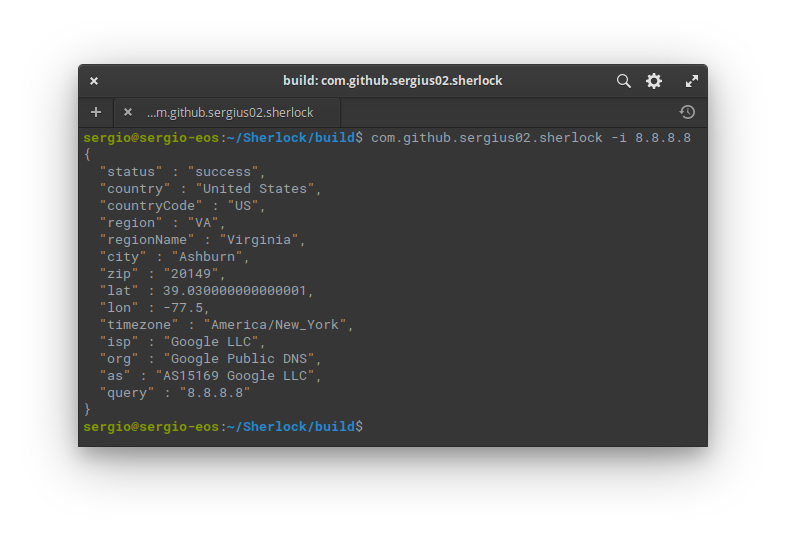 build: com.github.sergius02.sherlock
...m.github.sergius02.sherlock
sergio@sergio-eos:~/Sherlock/build$ com.github.sergius02.sherlock -i 8.8.8.8
{
  "status" : "success",
  "country" : "United States",
  "countryCode" : "US",
  "region" : "VA",
  "regionName" : "Virginia",
  "city" : "Ashburn",
  "zip" : "20149",
  "lat" : 39.030000000000001,
  "lon" : -77.5,
  "timezone" : "America/New_York",
  "isp" : "Google LLC",
  "org" : "Google Public DNS",
  "as" : "AS15169 Google LLC",
  "query" : "8.8.8.8"
}
sergio@sergio-eos:~/Sherlock/build$